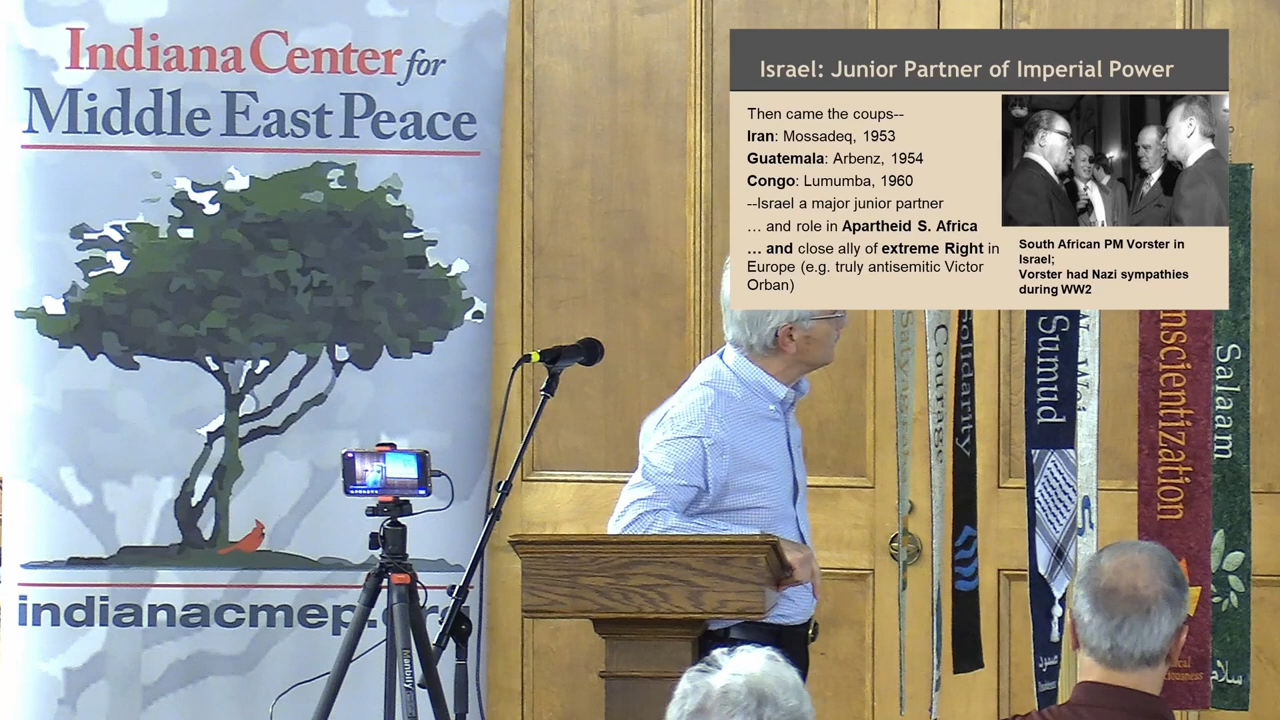 Indiana Center for
Middle East Peace
indianacmep.org
Israel: Junior Partner of Imperial Power
Then came the coups--
Iran: Mossadeq, 1953
Guatemala: Arbenz, 1954
Congo: Lumumba, 1960
--Israel a major junior partner
… and role in Apartheid S. Africa
… and close ally of extreme Right in
Europe (e.g. truly antisemitic Victor
Orban)
South African PM Vorster in
Israel;
Vorster had Nazi sympathies
during WW2
Courage
olidarity
Sumud
صمود
nscientization
Salaam
سلام